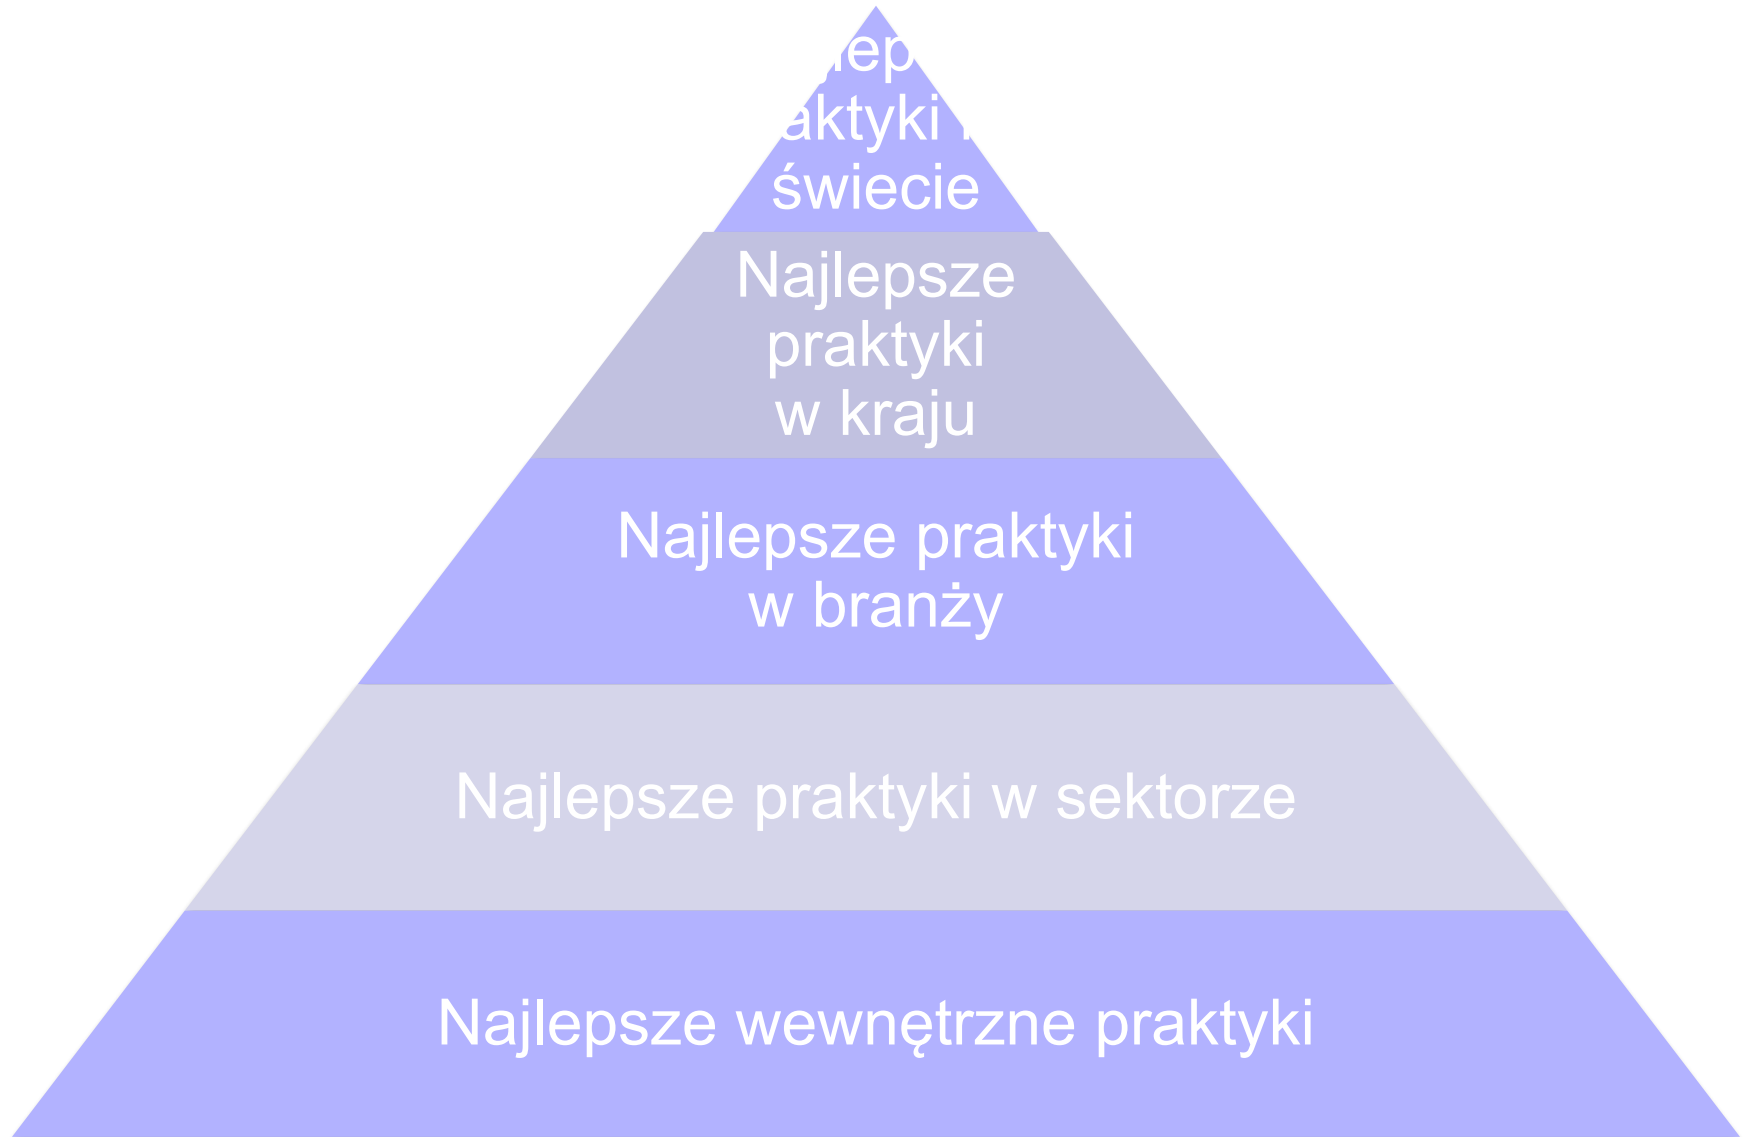 świecie
Najlepsze
praktyki
w kraju
Najlepsze praktyki
w branży
Najlepsze praktyki w sektorze
Najlepsze wewnętrzne praktyki